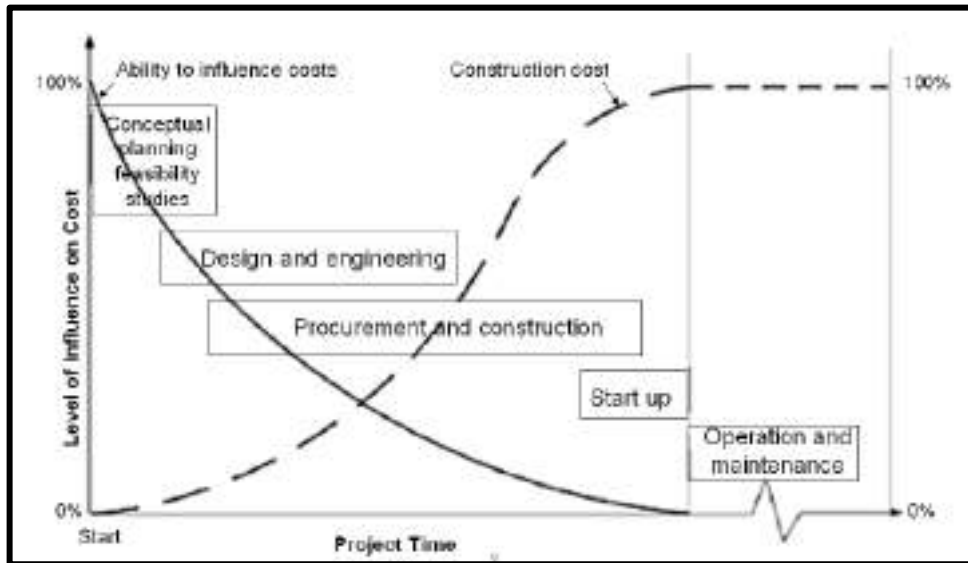 Ability to influence costs
Construction cost
100%
100%
Conceptual
planning
feasibility
studies
Level of Influence on Cost
Design and engineering
Procurement and construction
Start up
Operation and
maintenance
0%
0%
Start
Project Time